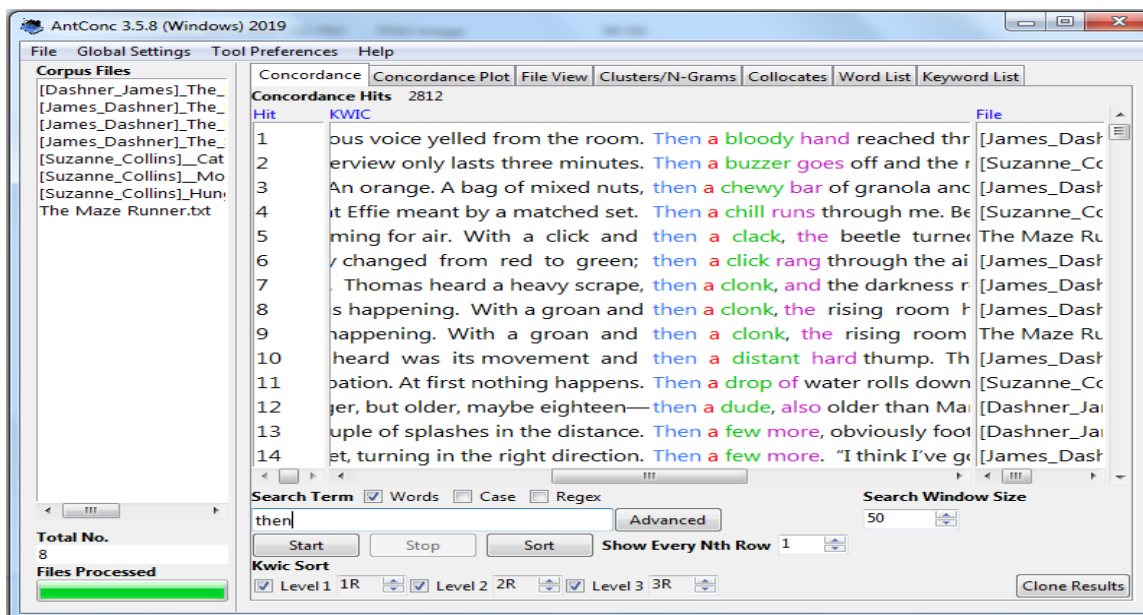 AntConc 3.5.8 (Windows) 2019
File Global Settings Tool Preferences Help
Corpus Files
[Dashner_James]_The_
[James_Dashner]_The_
[James_Dashner]_The_
[James_Dashner]_The_
[Suzanne_Collins]__Cat
[Suzanne_Collins]__Mo
[Suzanne_Collins]_Hun
The Maze Runner.txt
Total No.
8
Files Processed
Concordance Concordance Plot File View Clusters/N-Grams Collocates Word List Keyword List
Concordance Hits 2812
Hit KWIC File
1 ous voice yelled from the room. Then a bloody hand reached thr [James_Dash
2 erview only lasts three minutes. Then a buzzer goes off and the [Suzanne_Co
3 An orange. A bag of mixed nuts, then a chewy bar of granola and [James_Dash
4 at Effie meant by a matched set. Then a chill runs through me. Be [Suzanne_Co
5 ming for air. With a click and then a clack, the beetle turned The Maze Ru
6 y changed from red to green; then a click rang through the ai [James_Dash
7 . Thomas heard a heavy scrape, then a clonk, and the darkness r [James_Dash
8 s happening. With a groan and then a clonk, the rising room h [James_Dash
9 happening. With a groan and then a clonk, the rising room The Maze Ru
10 heard was its movement and then a distant hard thump. Th [James_Dash
11 pation. At first nothing happens. Then a drop of water rolls down [Suzanne_Co
12 ger, but older, maybe eighteen—then a dude, also older than Mar [Dashner_Jar
13 uple of splashes in the distance. Then a few more, obviously foot [Dashner_Jar
14 et, turning in the right direction. Then a few more. “I think I've go [James_Dash
Search Term Words Case Regex Search Window Size
then Advanced 50
Start Stop Sort Show Every Nth Row 1
Kwic Sort
Level 1 1R Level 2 2R Level 3 3R Clone Results